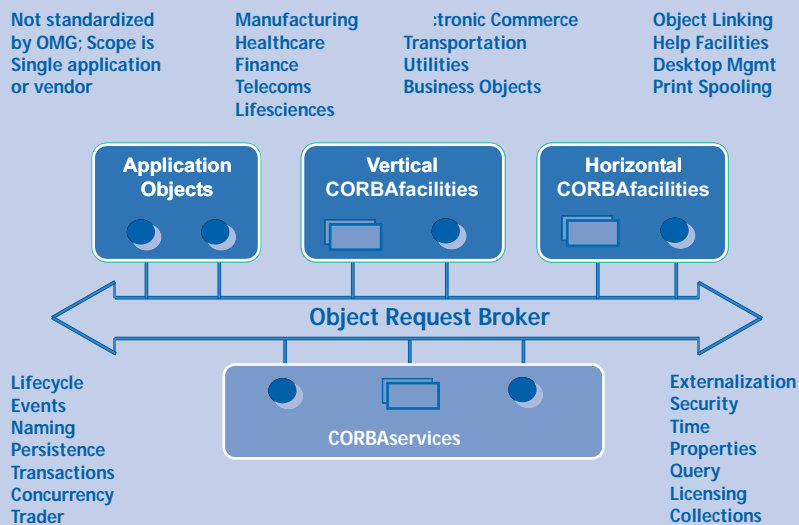 Not standardized
by OMG; Scope is
Single application
or vendor
Manufacturing
Healthcare
Finance
Telecoms
Lifesciences
:tronic Commerce
Transportation
Utilities
Business Objects
Object Linking
Help Facilities
Desktop Mgmt
Print Spooling
Application
Objects
Vertical
CORBAfacilities
Horizontal
CORBAfacilities
Object Request Broker
CORBAservices
Lifecycle
Events
Naming
Persistence
Transactions
Concurrency
Trader
Externalization
Security
Time
Properties
Query
Licensing
Collections